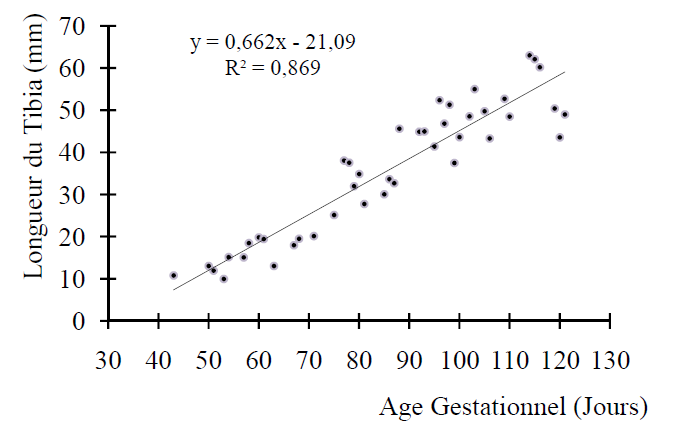 y = 0,662x - 21,09
R² = 0,869
Longueur du Tibia (mm)
70
60
50
40
30
20
10
0
30 40 50 60 70 80 90 100 110 120 130
Age Gestationnel (Jours)